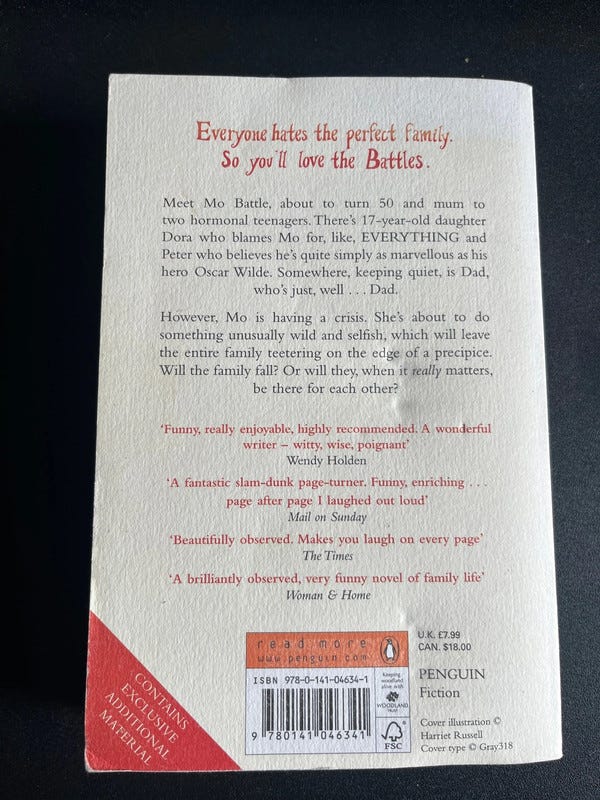 Everyone hates the perfect family.
So you'll love the Battles.
Meet Mo Battle, about to turn 50 and mum to
two hormonal teenagers. There's 17-year-old daughter
Dora who blames Mo for, like, EVERYTHING and
Peter who believes he's quite simply as marvellous as his
hero Oscar Wilde. Somewhere, keeping quiet, is Dad,
who's just, well . . . Dad.
However, Mo is having a crisis. She's about to do
something unusually wild and selfish, which will leave
the entire family teetering on the edge of a precipice.
Will the family fall? Or will they, when it really matters,
be there for each other?
'Funny, really enjoyable, highly recommended. A wonderful
writer – witty, wise, poignant'
Wendy Holden
'A fantastic slam-dunk page-turner. Funny, enriching . . .
page after page I laughed out loud'
Mail on Sunday
'Beautifully observed. Makes you laugh on every page'
The Times
'A brilliantly observed, very funny novel of family life'
Woman & Home
CONTAINS
EXCLUSIVE
ADDITIONAL
MATERIAL
read more
www.penguin.com
ISBN 978-0-141-04634-1
9 780141 046341
Keeping
woodland
alive with
WOODLAND
TRUST
FSC
U.K. £7.99
CAN. $18.00
PENGUIN
Fiction
Cover illustration ©
Harriet Russell
Cover type © Gray318